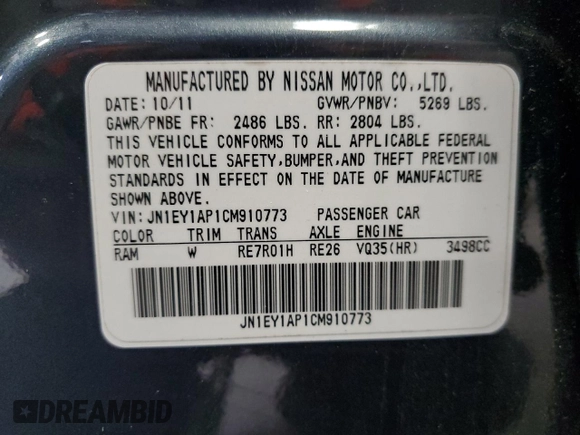 MANUFACTURED BY NISSAN MOTOR CO.,LTD.
DATE: 10/11 GVWR/PNBV: 5269 LBS.
GAWR/PNBE FR: 2486 LBS. RR: 2804 LBS.
THIS VEHICLE CONFORMS TO ALL APPLICABLE FEDERAL
MOTOR VEHICLE SAFETY,BUMPER,AND THEFT PREVENTION
STANDARDS IN EFFECT ON THE DATE OF MANUFACTURE
SHOWN ABOVE.
VIN: JN1EY1AP1CM910773 PASSENGER CAR
COLOR TRIM TRANS AXLE ENGINE
RAM W RE7R01H RE26 VQ35(HR) 3498CC
JN1EY1AP1CM910773
DREAMBID